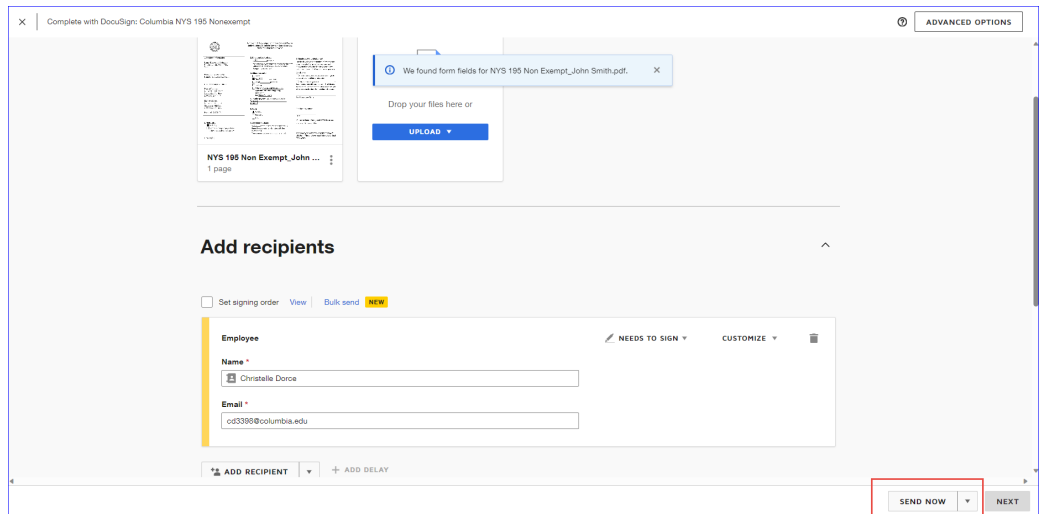 Complete with DocuSign: Columbia NYS 195 Nonexempt
ADVANCED OPTIONS
We found form fields for NYS 195 Non Exempt_John Smith.pdf.
Drop your files here or
UPLOAD
NYS 195 Non Exempt_John ...
1 page
Add recipients
Set signing order View Bulk send NEW
Employee
NEEDS TO SIGN
CUSTOMIZE
Name *
Christelle Dorce
Email *
cd3398@columbia.edu
ADD RECIPIENT
+ ADD DELAY
SEND NOW
NEXT